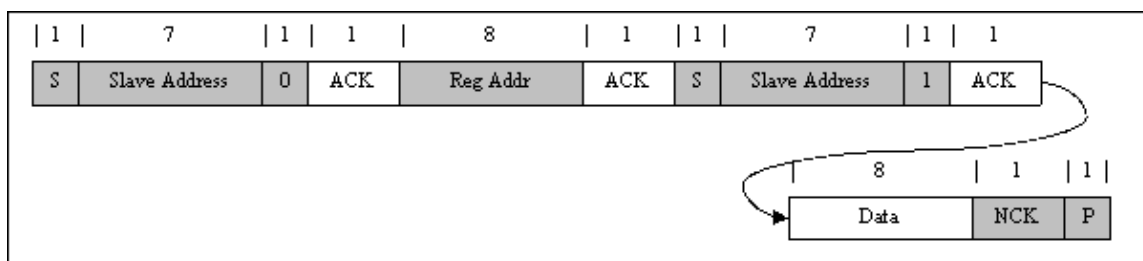 | 1 | 7 | 1 | 1 | 8 | 1 | 1 | 7 | 1 | 1
S Slave Address 0 ACK Reg Addr ACK S Slave Address 1 ACK
| 8 | 1 | 1 |
Data NCK P